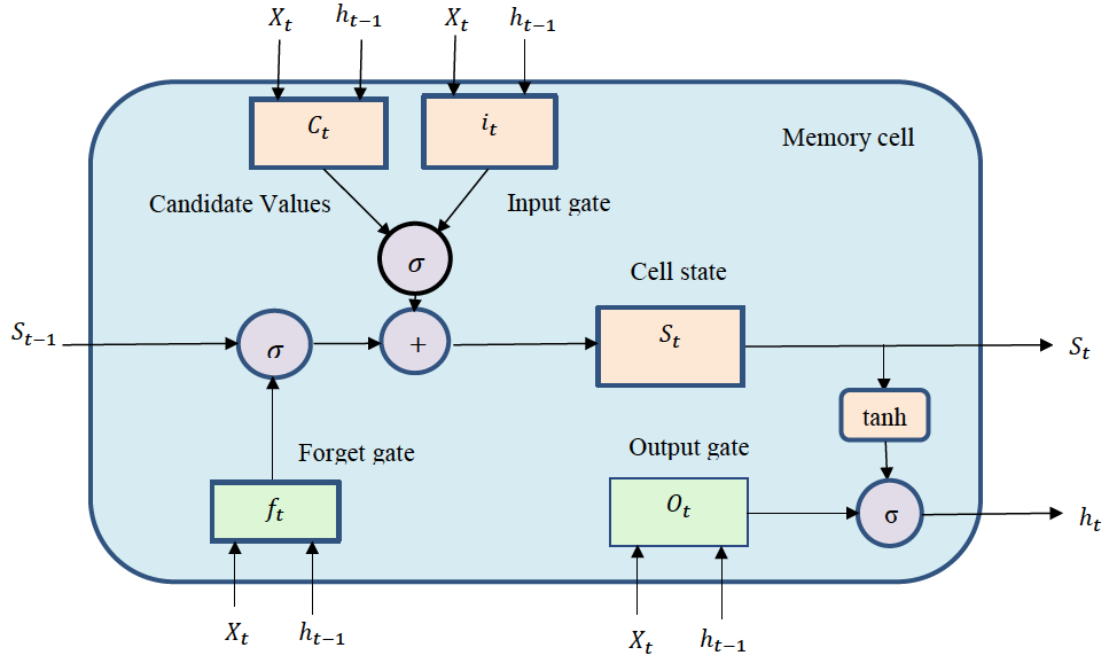 X_t h_{t-1} X_t h_{t-1}
C_t i_t
Memory cell
Candidate Values Input gate
σ
Cell state
S_{t-1} σ + S_t S_t
tanh
Forget gate Output gate
f_t O_t σ h_t
X_t h_{t-1} X_t h_{t-1}